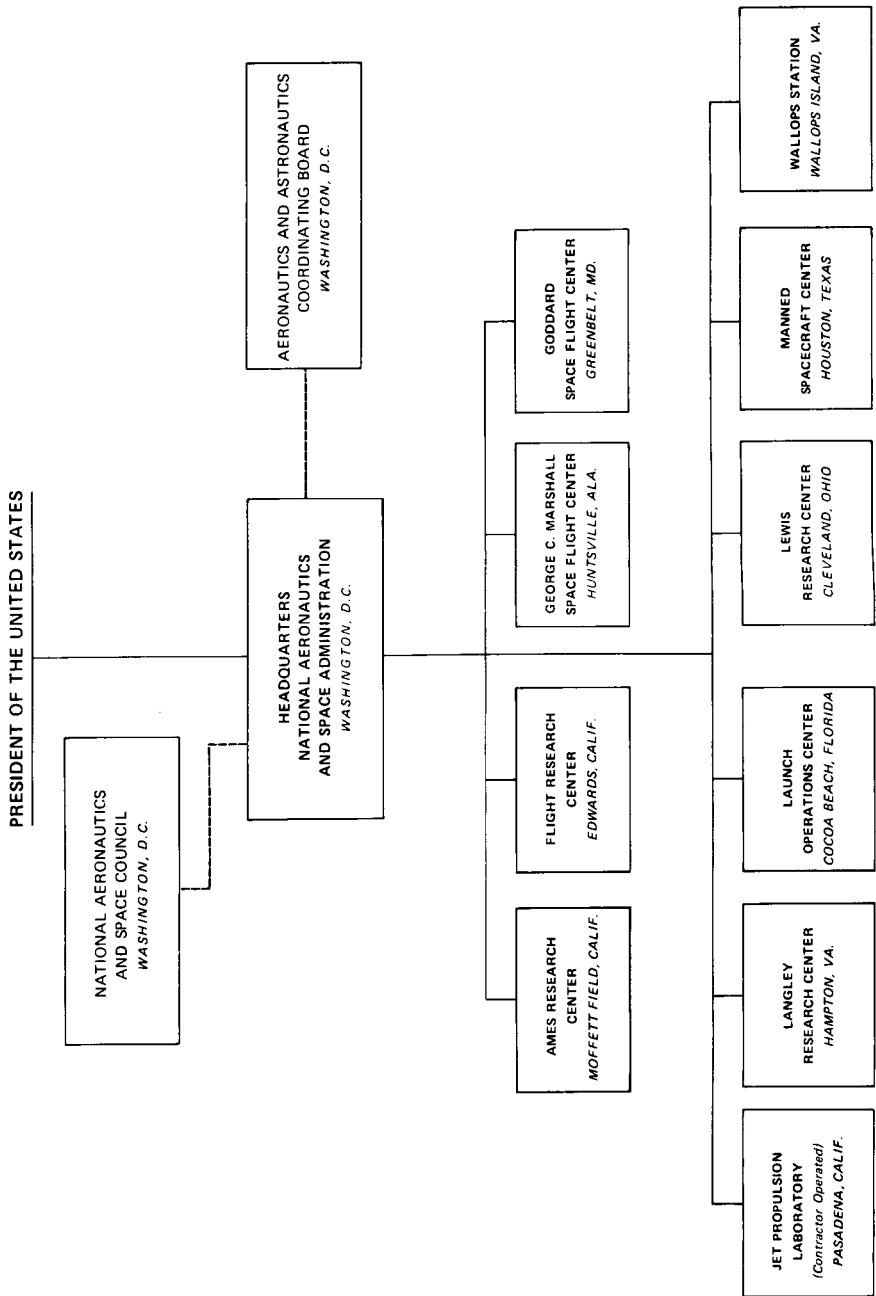 PRESIDENT OF THE UNITED STATES
NATIONAL AERONAUTICS
AND SPACE COUNCIL
WASHINGTON, D.C.
HEADQUARTERS
NATIONAL AERONAUTICS
AND SPACE ADMINISTRATION
WASHINGTON, D.C.
AERONAUTICS AND ASTRONAUTICS
COORDINATING BOARD
WASHINGTON, D.C.
AMES RESEARCH
CENTER
MOFFETT FIELD, CALIF.
FLIGHT RESEARCH
CENTER
EDWARDS, CALIF.
GEORGE C. MARSHALL
SPACE FLIGHT CENTER
HUNTSVILLE, ALA.
GODDARD
SPACE FLIGHT CENTER
GREENBELT, MD.
JET PROPULSION
LABORATORY
(Contractor Operated)
PASADENA, CALIF.
LANGLEY
RESEARCH CENTER
HAMPTON, VA.
LAUNCH
OPERATIONS CENTER
COCOA BEACH, FLORIDA
LEWIS
RESEARCH CENTER
CLEVELAND, OHIO
MANNED
SPACECRAFT CENTER
HOUSTON, TEXAS
WALLOPS STATION
WALLOPS ISLAND, VA.